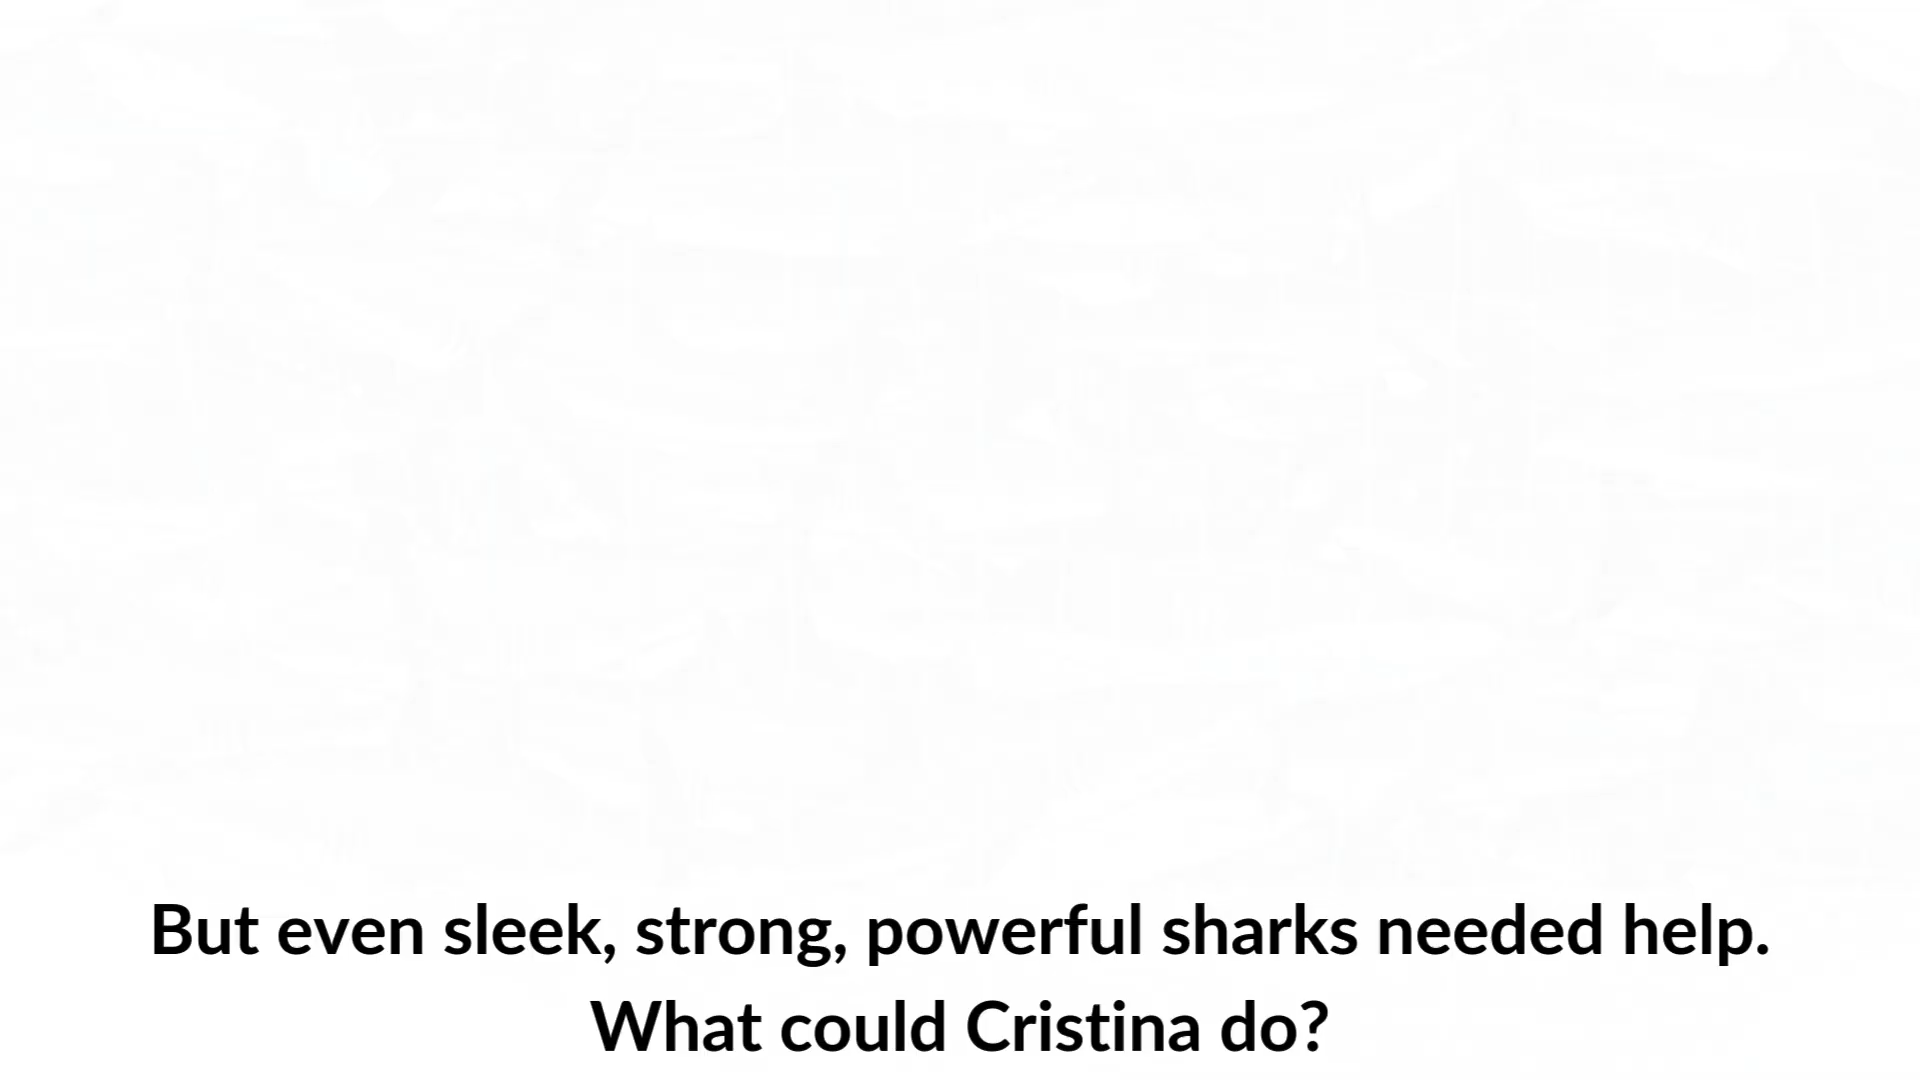 But even sleek, strong, powerful sharks needed help.
What could Cristina do?